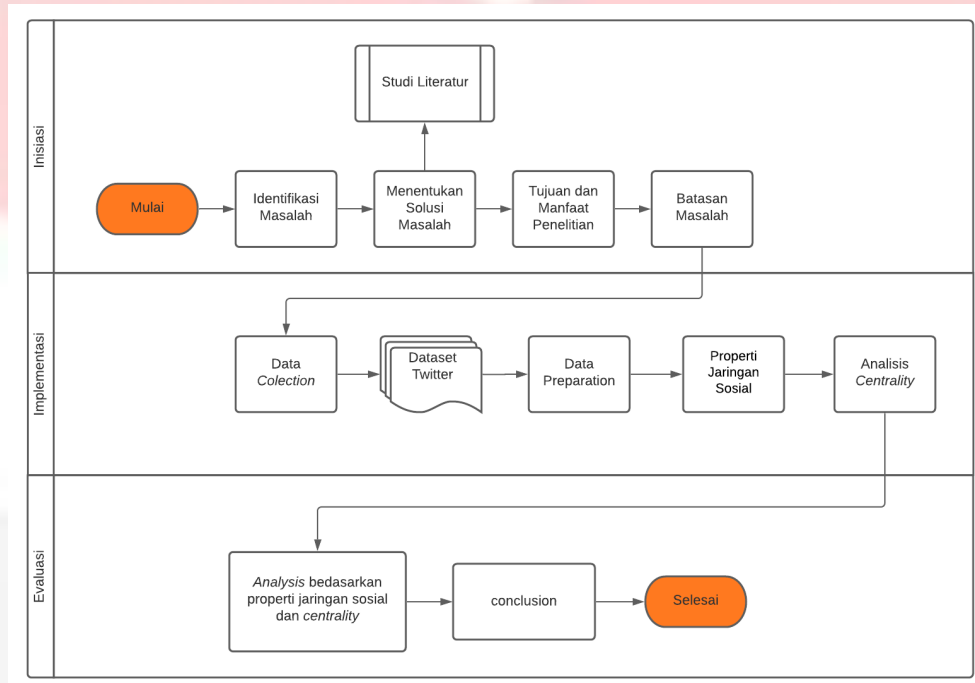 Inisiasi
Studi Literatur
Mulai
Identifikasi
Masalah
Menentukan
Solusi
Masalah
Tujuan dan
Manfaat
Penelitian
Batasan
Masalah
Implementasi
Data
Colection
Dataset
Twitter
Data
Preparation
Properti
Jaringan
Sosial
Analisis
Centrality
Evaluasi
Analysis bedasarkan
properti jaringan sosial
dan centrality
conclusion
Selesai